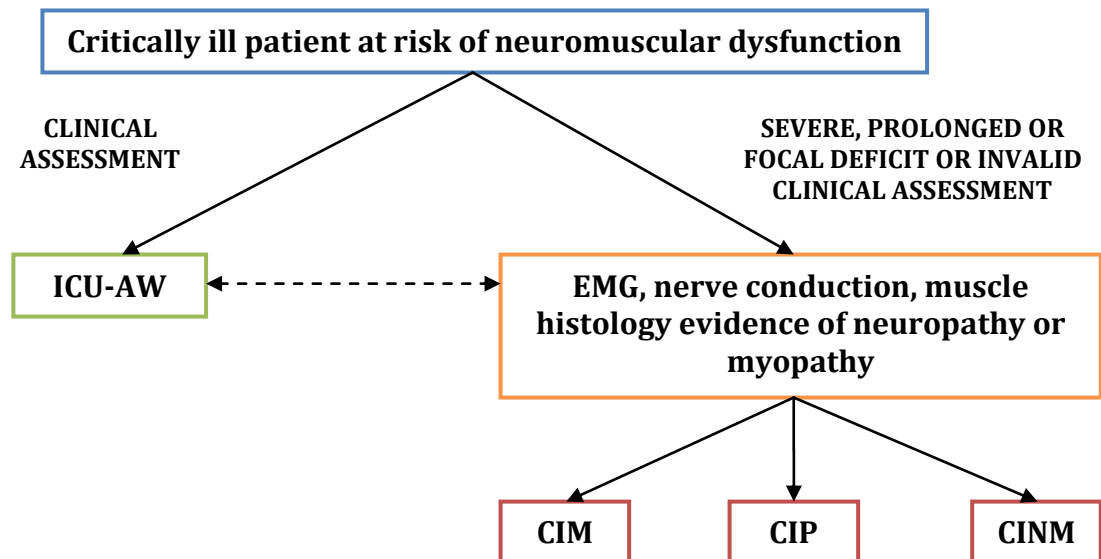 Critically ill patient at risk of neuromuscular dysfunction
CLINICAL
ASSESSMENT
SEVERE, PROLONGED OR
FOCAL DEFICIT OR INVALID
CLINICAL ASSESSMENT
ICU-AW
EMG, nerve conduction, muscle
histology evidence of neuropathy or
myopathy
CIM
CIP
CINM